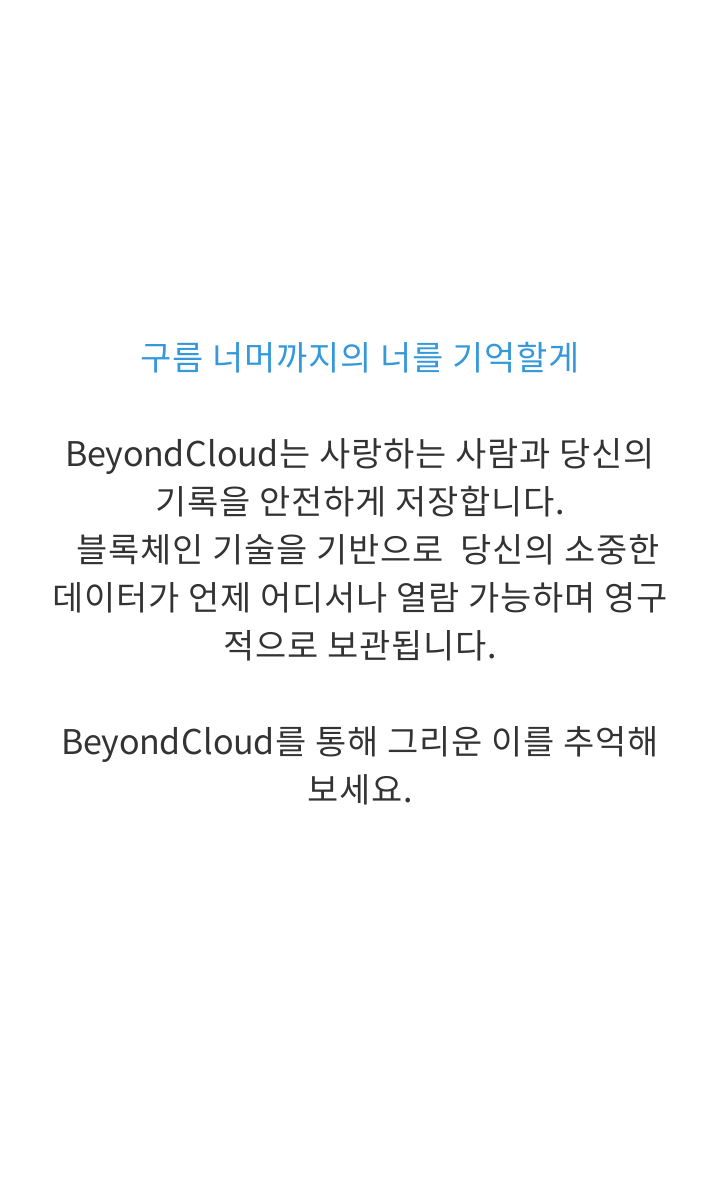 구름 너머까지의 너를 기억할게
BeyondCloud는 사랑하는 사람과 당신의
기록을 안전하게 저장합니다.
블록체인 기술을 기반으로  당신의 소중한
데이터가 언제 어디서나 열람 가능하며 영구
적으로 보관됩니다.
BeyondCloud를 통해 그리운 이를 추억해
보세요.